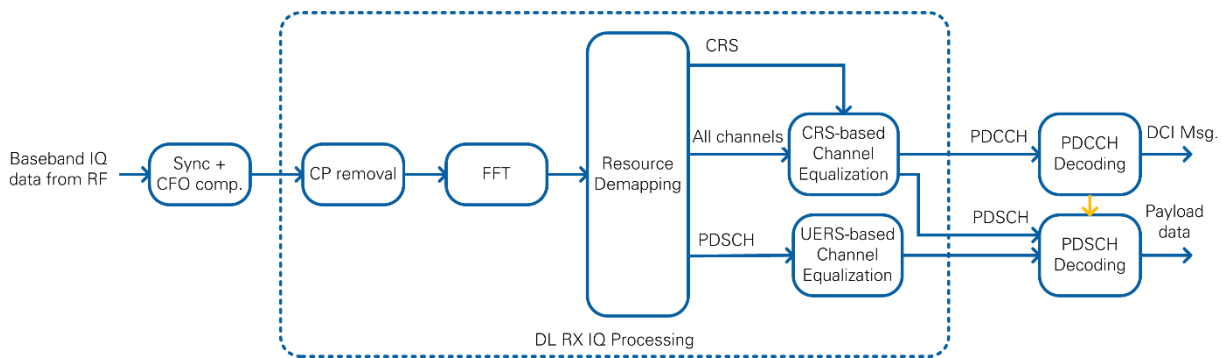 Baseband IQ
data from RF
Sync +
CFO comp.
CP removal
FFT
Resource
Demapping
CRS
All channels
PDSCH
CRS-based
Channel
Equalization
UERS-based
Channel
Equalization
PDCCH
PDSCH
PDCCH
Decoding
PDSCH
Decoding
DCI Msg.
Payload
data
DL RX IQ Processing